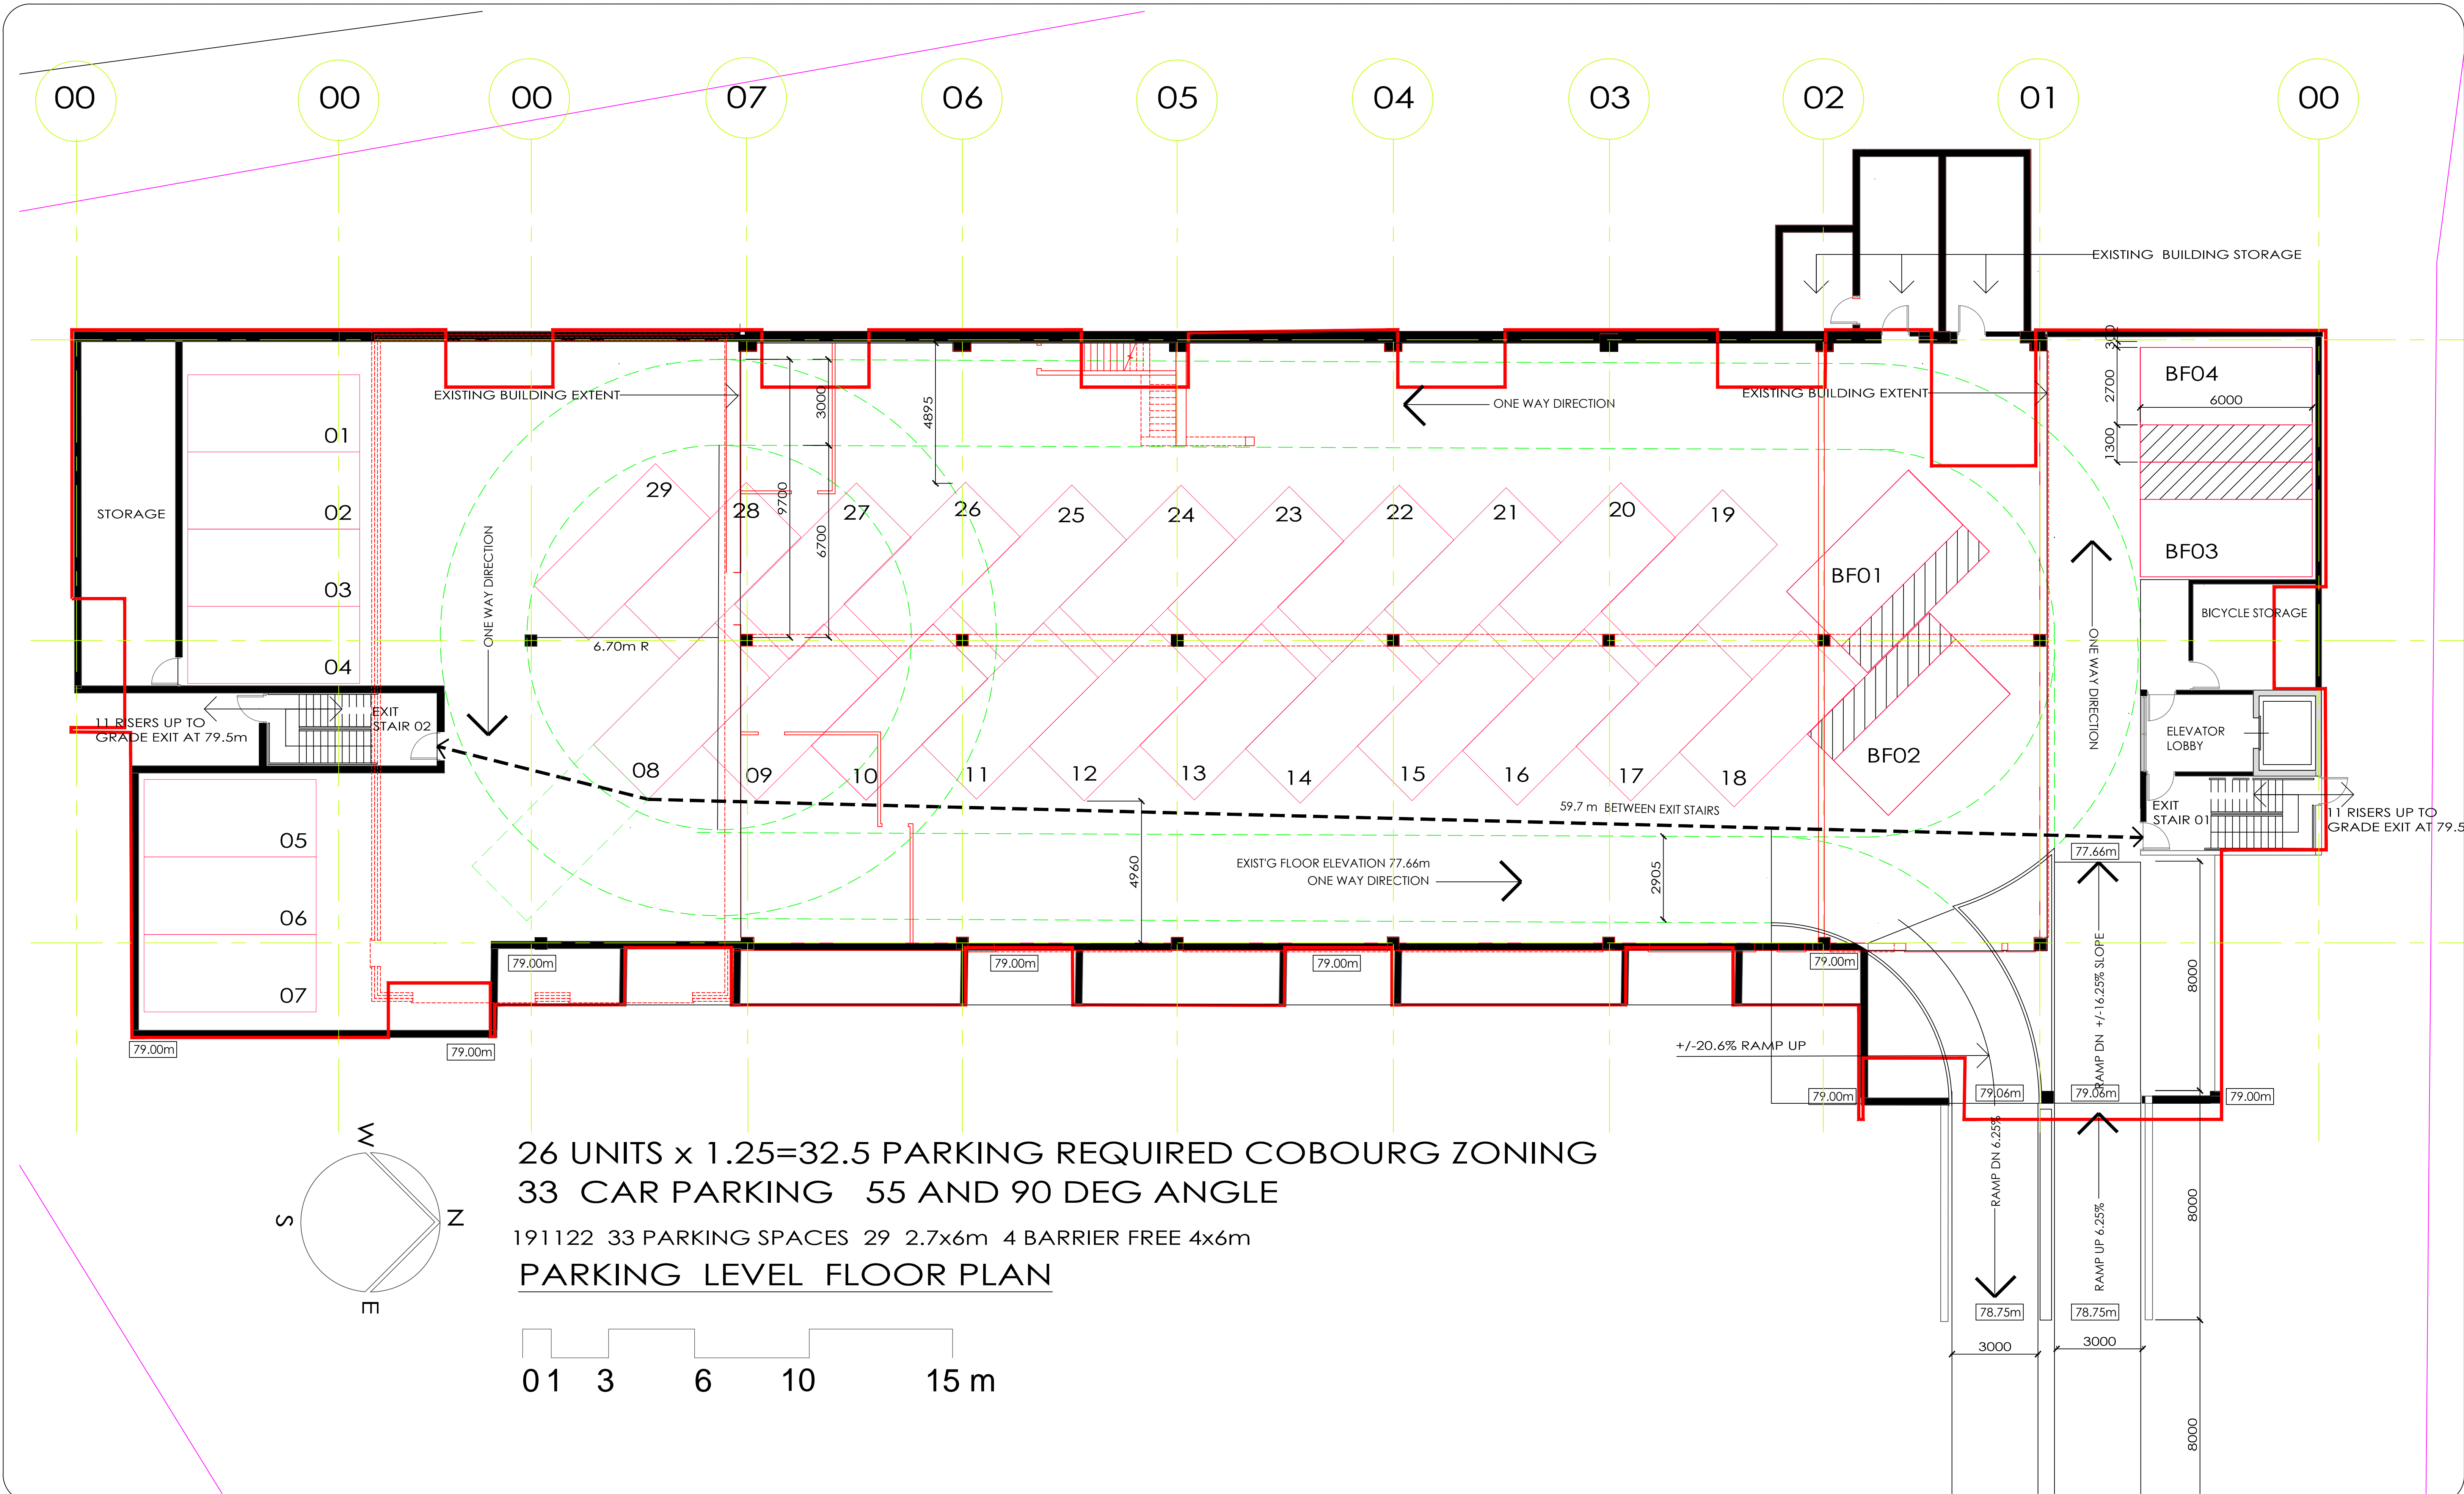 00
00
00
07
06
05
04
03
02
01
00
EXISTING BUILDING STORAGE
EXISTING BUILDING EXTENT
3000
4895
ONE WAY DIRECTION
EXISTING BUILDING EXTENT
300
2700
1300
BF04
6000
BF03
01
02
03
04
STORAGE
ONE WAY DIRECTION
29
28
27
26
25
24
23
22
21
20
19
9700
6700
6.70m R
BF01
BF02
ONE WAY DIRECTION
BICYCLE STORAGE
ELEVATOR
LOBBY
11 RISERS UP TO
GRADE EXIT AT 79.5m
EXIT
STAIR 02
08
09
10
11
12
13
14
15
16
17
18
59.7 m BETWEEN EXIT STAIRS
EXIT
STAIR 01
11 RISERS UP TO
GRADE EXIT AT 79.5
77.66m
05
06
07
4960
EXIST'G FLOOR ELEVATION 77.66m
ONE WAY DIRECTION
2905
79.00m
79.00m
79.00m
79.00m
79.00m
79.00m
+/-20.6% RAMP UP
RAMP DN +/-16.25% SLOPE
8000
79.00m
79.06m
79.06m
79.00m
RAMP DN 6.25%
RAMP UP 6.25%
8000
78.75m
78.75m
3000
3000
8000
W
N
S
E
26 UNITS x 1.25=32.5 PARKING REQUIRED COBOURG ZONING
33 CAR PARKING 55 AND 90 DEG ANGLE
191122 33 PARKING SPACES 29 2.7x6m 4 BARRIER FREE 4x6m
PARKING LEVEL FLOOR PLAN
0 1 3 6 10 15 m